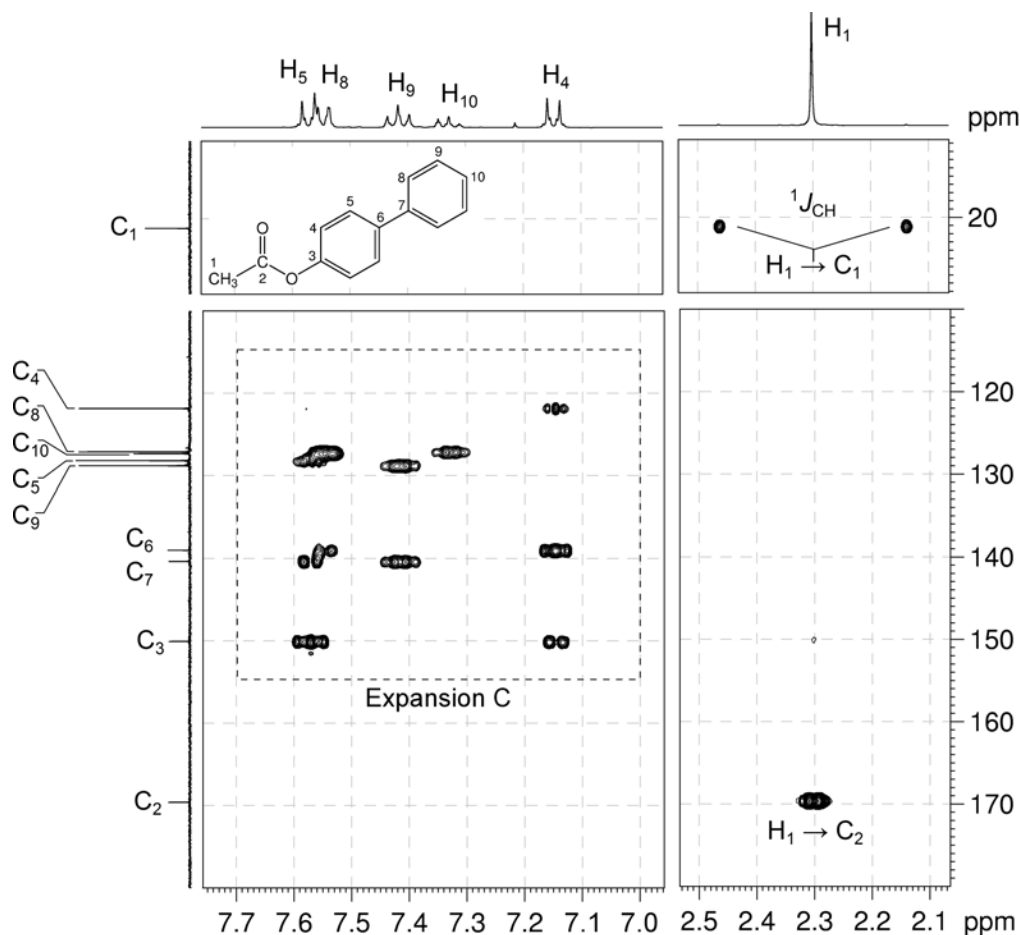 H₁
H₅ H₈ H₉ H₁₀ H₄
ppm
C₁
1 CH₃ O 2 C O 3 4 5 6 7 8 9 10
¹J_CH
H₁ → C₁
20
C₄
C₈
C₁₀
C₅
C₉
C₆
C₇
C₃
C₂
120
130
140
150
160
170
Expansion C
H₁ → C₂
7.7 7.6 7.5 7.4 7.3 7.2 7.1 7.0 2.5 2.4 2.3 2.2 2.1 ppm